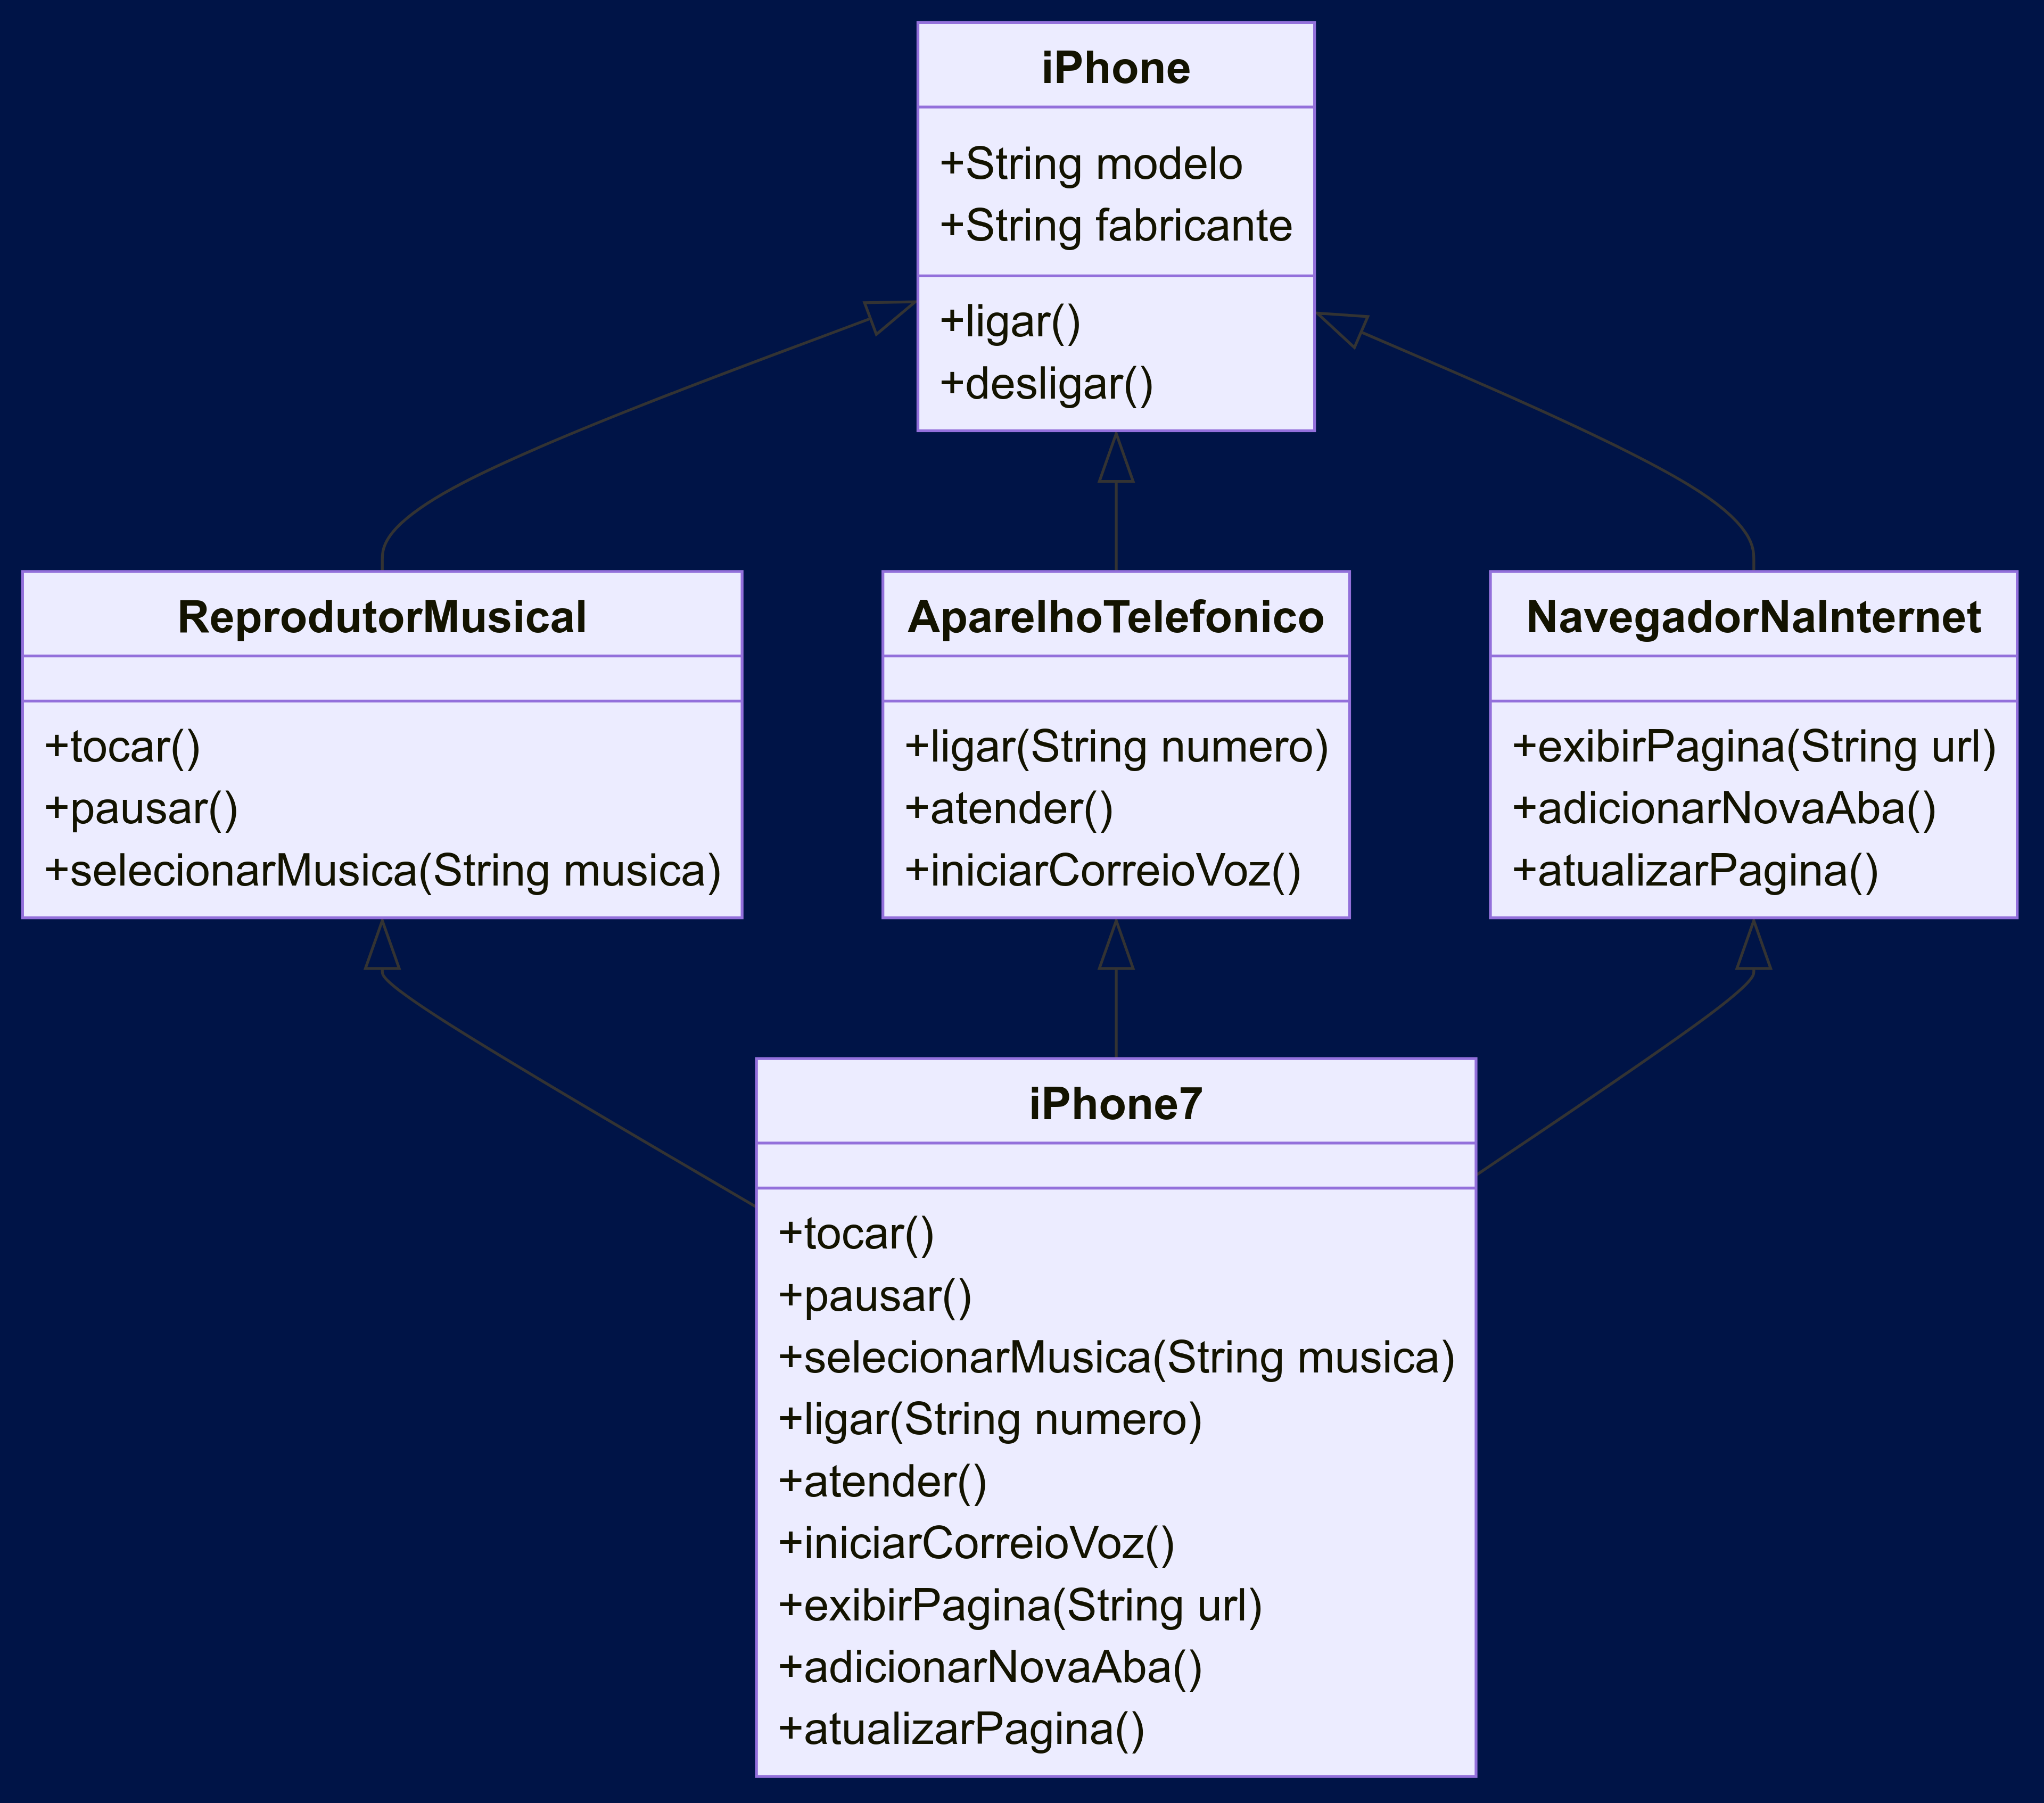 iPhone
+String modelo
+String fabricante
+ligar()
+desligar()
ReprodutorMusical
+tocar()
+pausar()
+selecionarMusica(String musica)
AparelhoTelefonico
+ligar(String numero)
+atender()
+iniciarCorreioVoz()
NavegadorNaInternet
+exibirPagina(String url)
+adicionarNovaAba()
+atualizarPagina()
iPhone7
+tocar()
+pausar()
+selecionarMusica(String musica)
+ligar(String numero)
+atender()
+iniciarCorreioVoz()
+exibirPagina(String url)
+adicionarNovaAba()
+atualizarPagina()